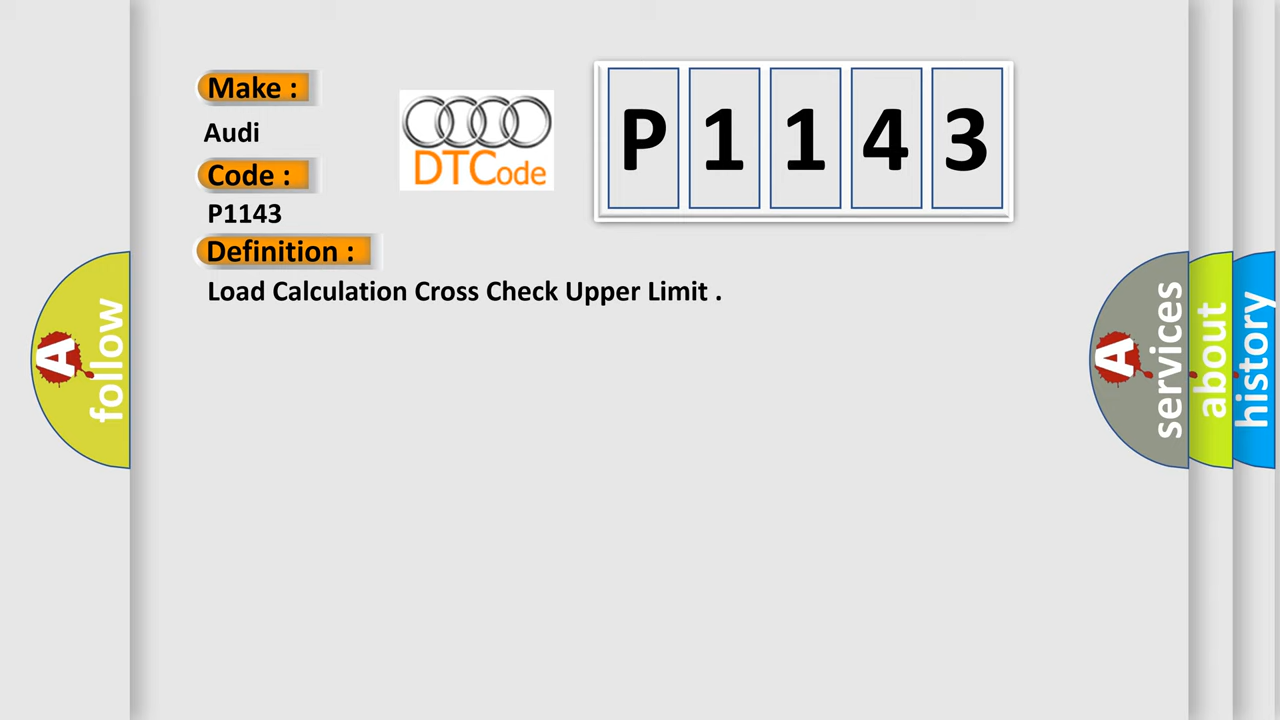 Make :
Audi
Code :
P1143
Definition :
Load Calculation Cross Check Upper Limit .
DTCode
P 1 1 4 3
A follow
A services
about
history